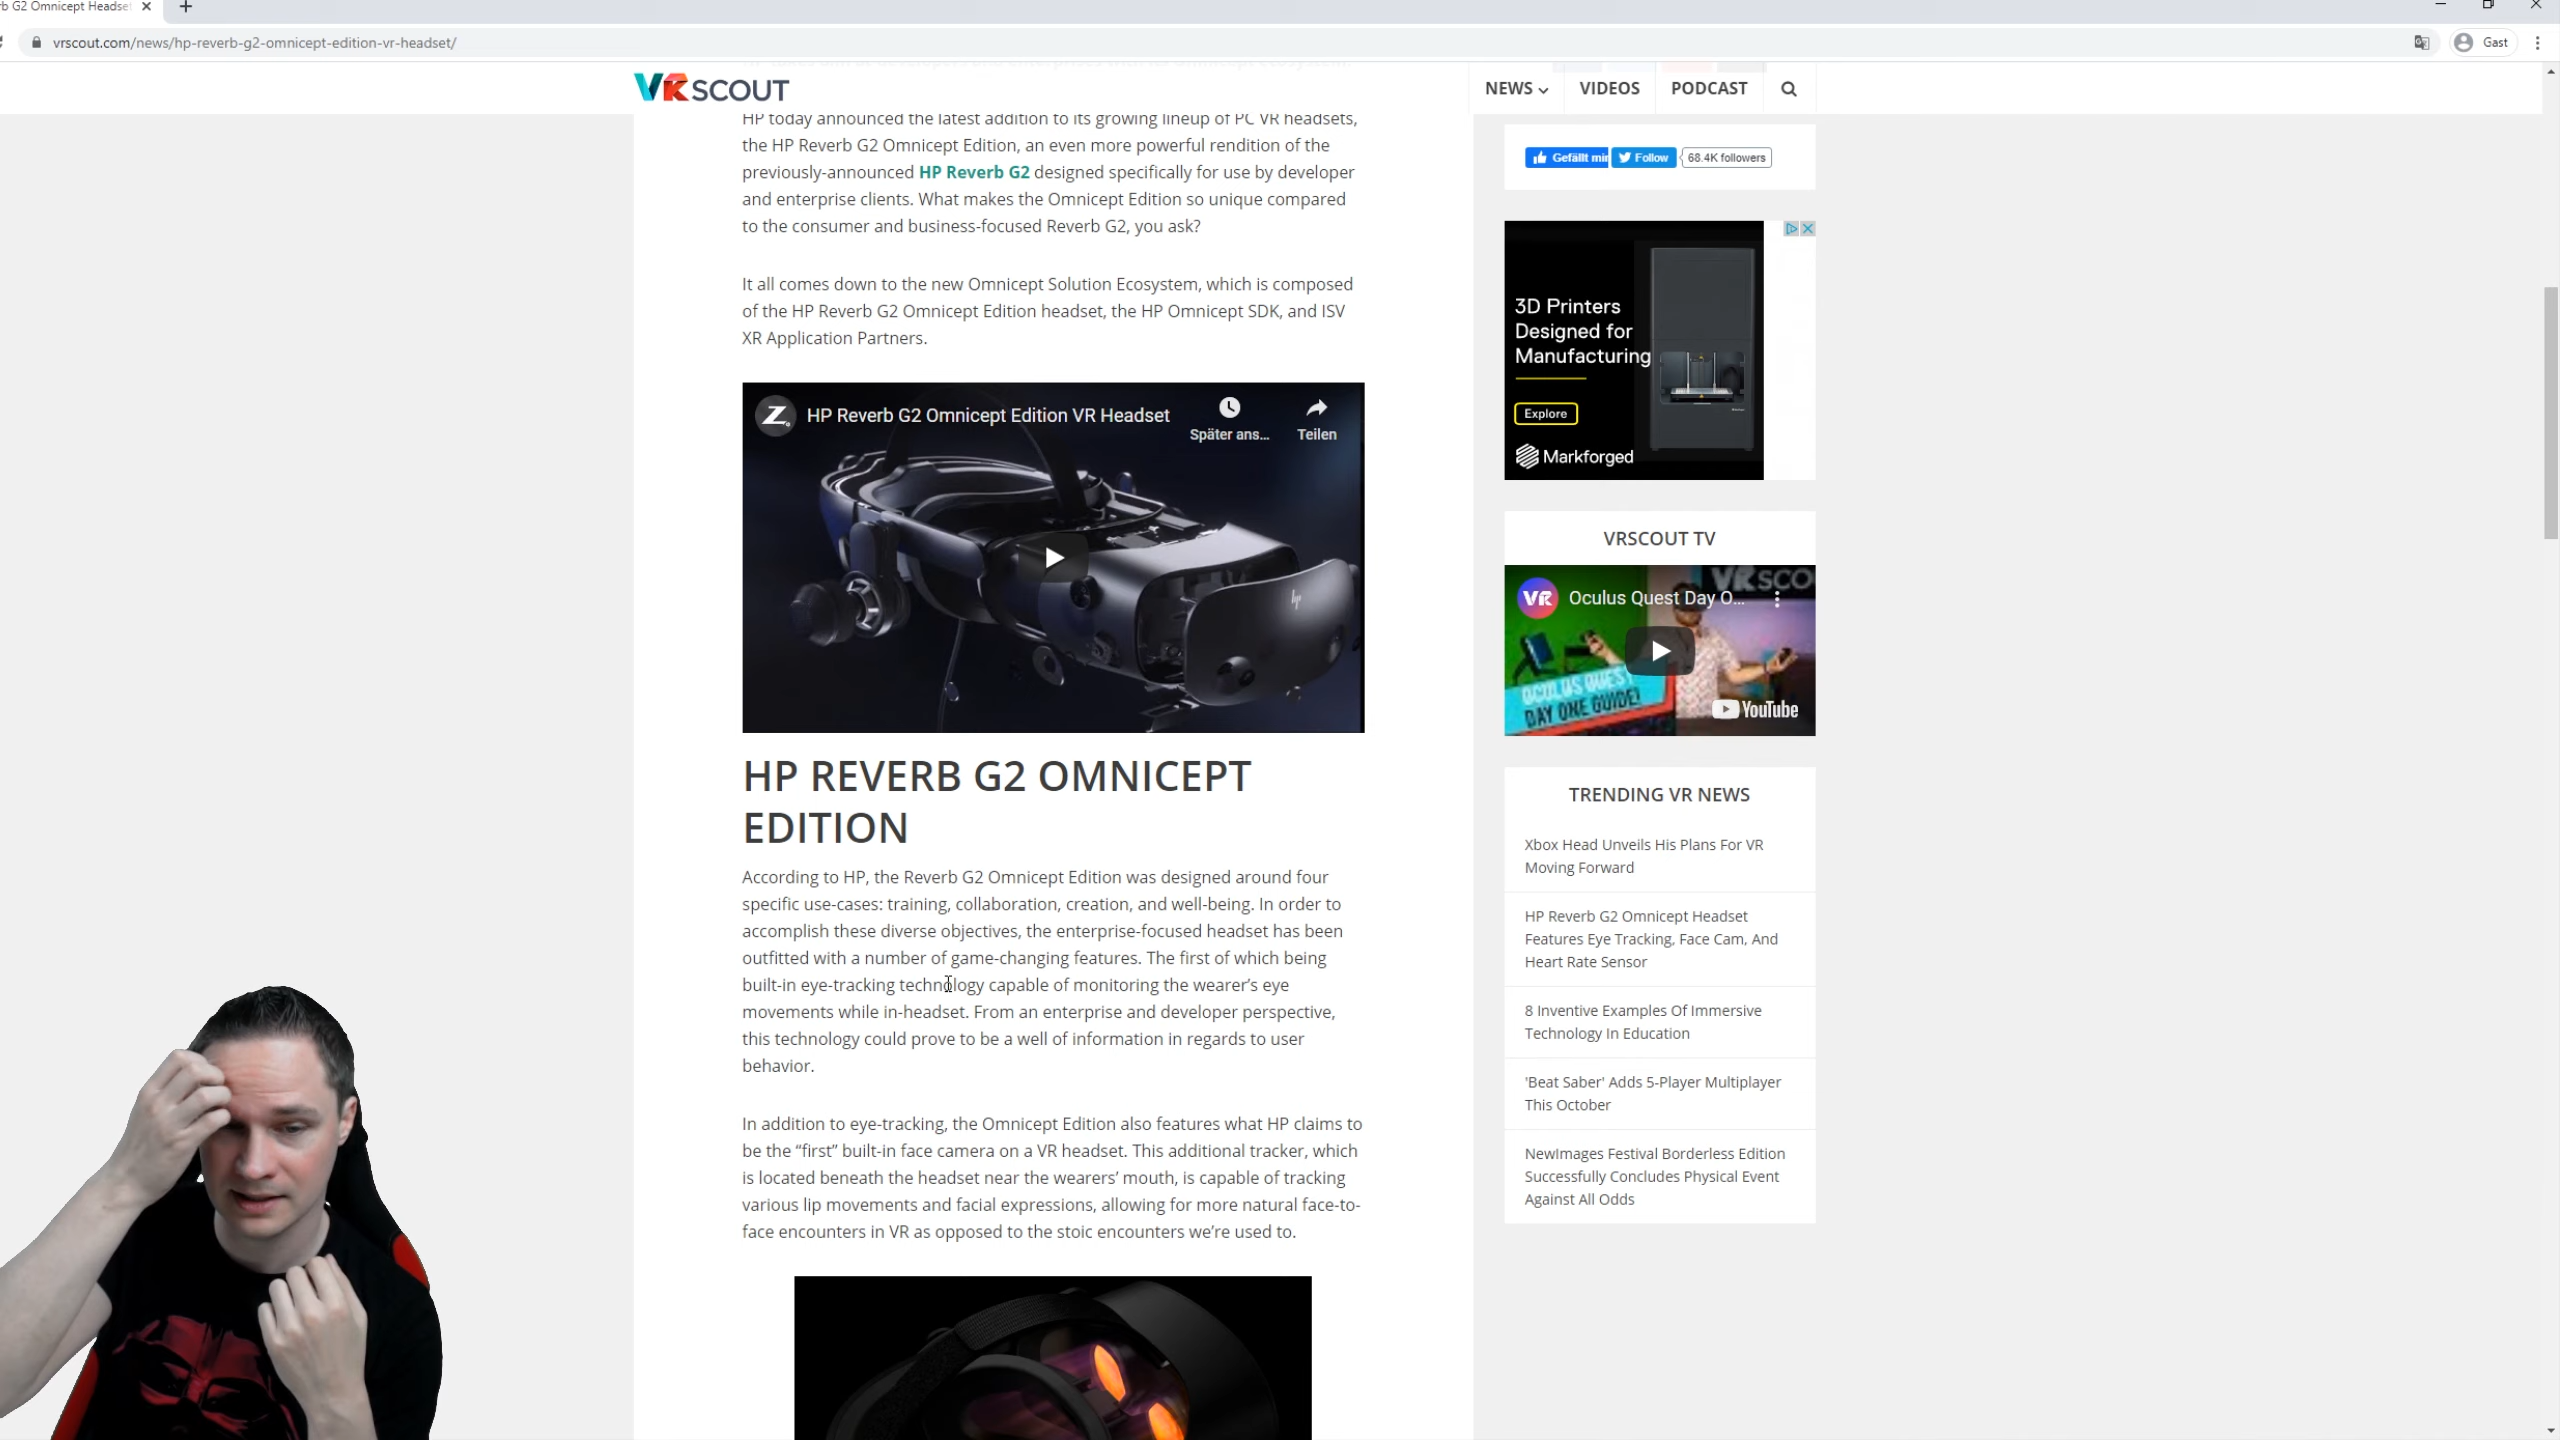 rb G2 Omnicept Headse
vrscout.com/news/hp-reverb-g2-omnicept-edition-vr-headset/
Gast
VRSCOUT
NEWS
VIDEOS
PODCAST
HP today announced the latest addition to its growing lineup of PC VR headsets,
the HP Reverb G2 Omnicept Edition, an even more powerful rendition of the
previously-announced HP Reverb G2 designed specifically for use by developer
and enterprise clients. What makes the Omnicept Edition so unique compared
to the consumer and business-focused Reverb G2, you ask?
It all comes down to the new Omnicept Solution Ecosystem, which is composed
of the HP Reverb G2 Omnicept Edition headset, the HP Omnicept SDK, and ISV
XR Application Partners.
Z
HP Reverb G2 Omnicept Edition VR Headset
Später ans...
Teilen
hp
HP REVERB G2 OMNICEPT
EDITION
According to HP, the Reverb G2 Omnicept Edition was designed around four
specific use-cases: training, collaboration, creation, and well-being. In order to
accomplish these diverse objectives, the enterprise-focused headset has been
outfitted with a number of game-changing features. The first of which being
built-in eye-tracking technology capable of monitoring the wearer's eye
movements while in-headset. From an enterprise and developer perspective,
this technology could prove to be a well of information in regards to user
behavior.
In addition to eye-tracking, the Omnicept Edition also features what HP claims to
be the “first” built-in face camera on a VR headset. This additional tracker, which
is located beneath the headset near the wearers’ mouth, is capable of tracking
various lip movements and facial expressions, allowing for more natural face-to-
face encounters in VR as opposed to the stoic encounters we’re used to.
Gefällt mir
Follow
68.4K followers
3D Printers
Designed for
Manufacturing
Explore
Markforged
VRSCOUT TV
VR
Oculus Quest Day O...
VRSCO
OCULUS QUEST
DAY ONE GUIDE!
YouTube
TRENDING VR NEWS
Xbox Head Unveils His Plans For VR
Moving Forward
HP Reverb G2 Omnicept Headset
Features Eye Tracking, Face Cam, And
Heart Rate Sensor
8 Inventive Examples Of Immersive
Technology In Education
'Beat Saber' Adds 5-Player Multiplayer
This October
NewImages Festival Borderless Edition
Successfully Concludes Physical Event
Against All Odds